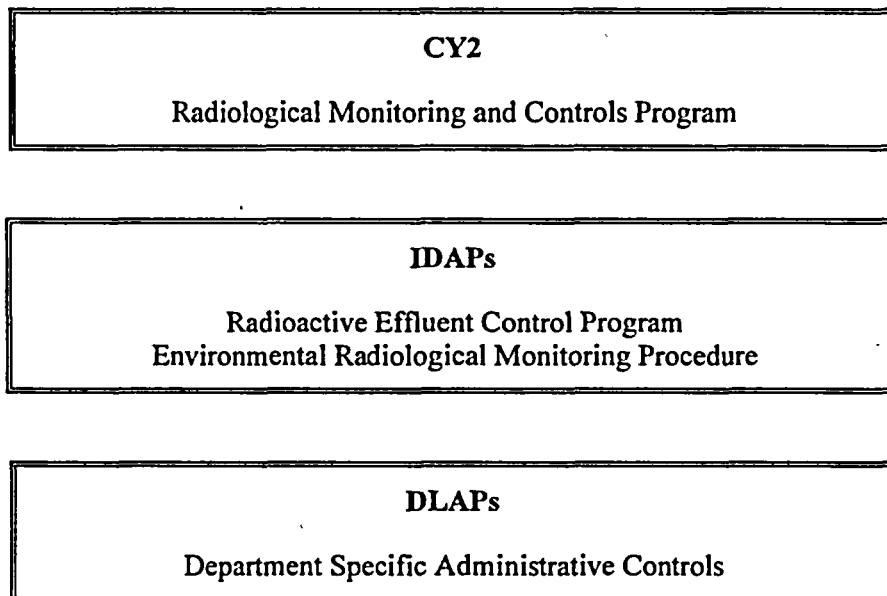 CY2
Radiological Monitoring and Controls Program
IDAPs
Radioactive Effluent Control Program
Environmental Radiological Monitoring Procedure
DLAPs
Department Specific Administrative Controls